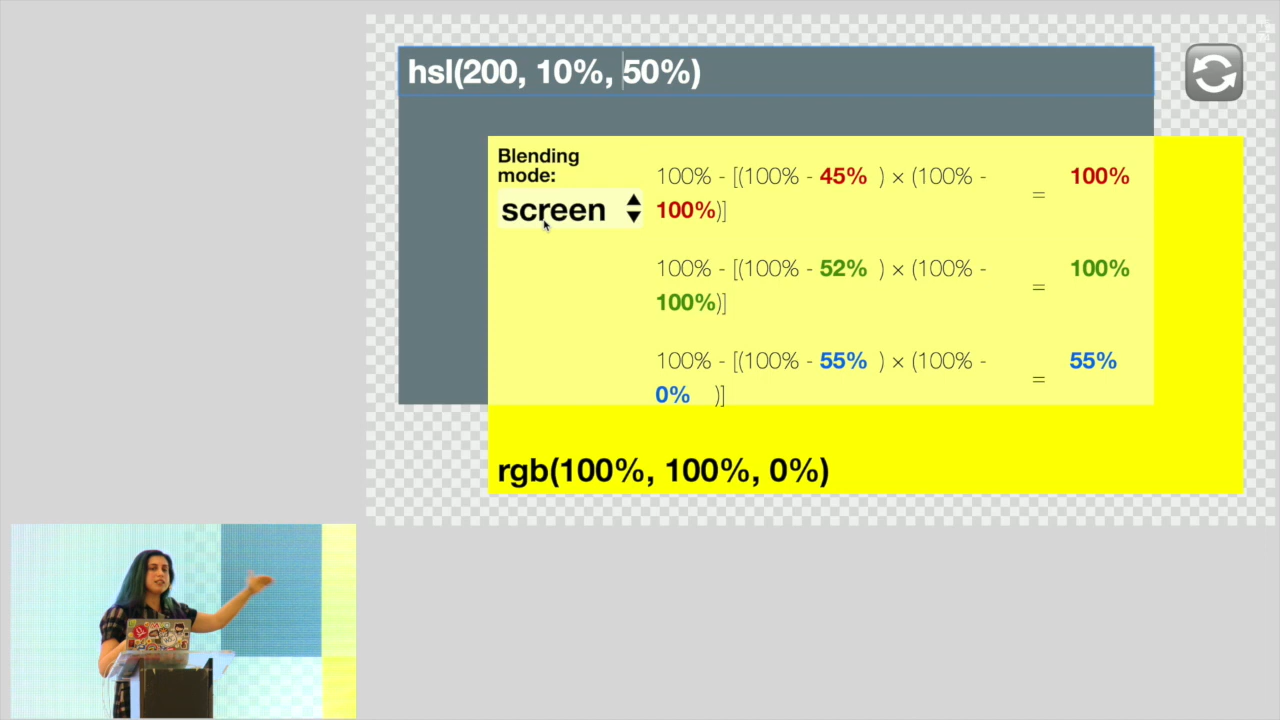 hsl(200, 10%, 50%)
Blending
mode:
screen
100% - [(100% - 45% ) × (100% -
100%)]
= 100%
100% - [(100% - 52% ) × (100% -
100%)]
= 100%
100% - [(100% - 55% ) × (100% -
0% )]
= 55%
rgb(100%, 100%, 0%)